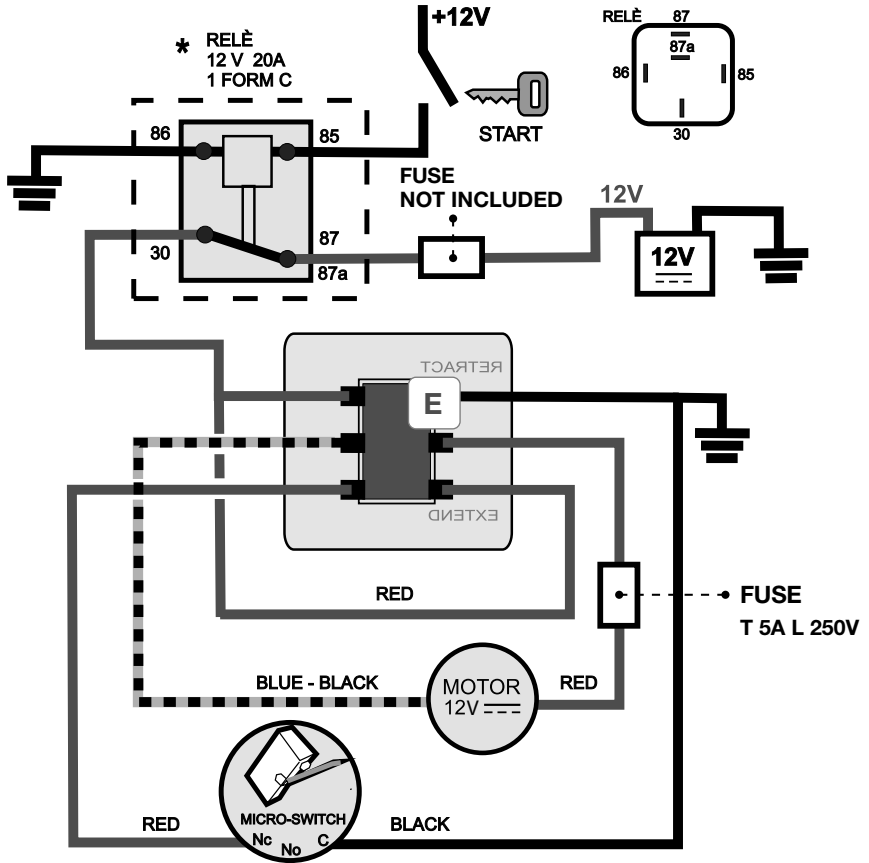 +12V
RELÈ
87
*
RELÈ
12 V 20A
1 FORM C
87a
86
85
30
START
86
85
FUSE
NOT INCLUDED
12V
30
87
87a
12V
RETRACT
E
EXTEND
RED
FUSE
T 5A L 250V
BLUE - BLACK
MOTOR
12V
RED
MICRO-SWITCH
RED
Nc
No
C
BLACK